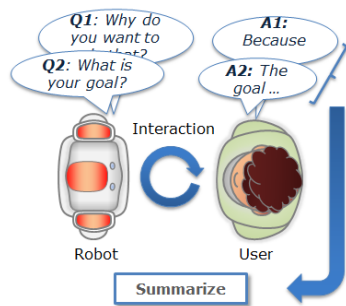 Q1: Why do
you want to
that?
Q2: What is
your goal?
A1:
Because
A2: The
goal ...
Interaction
Robot
User
Summarize